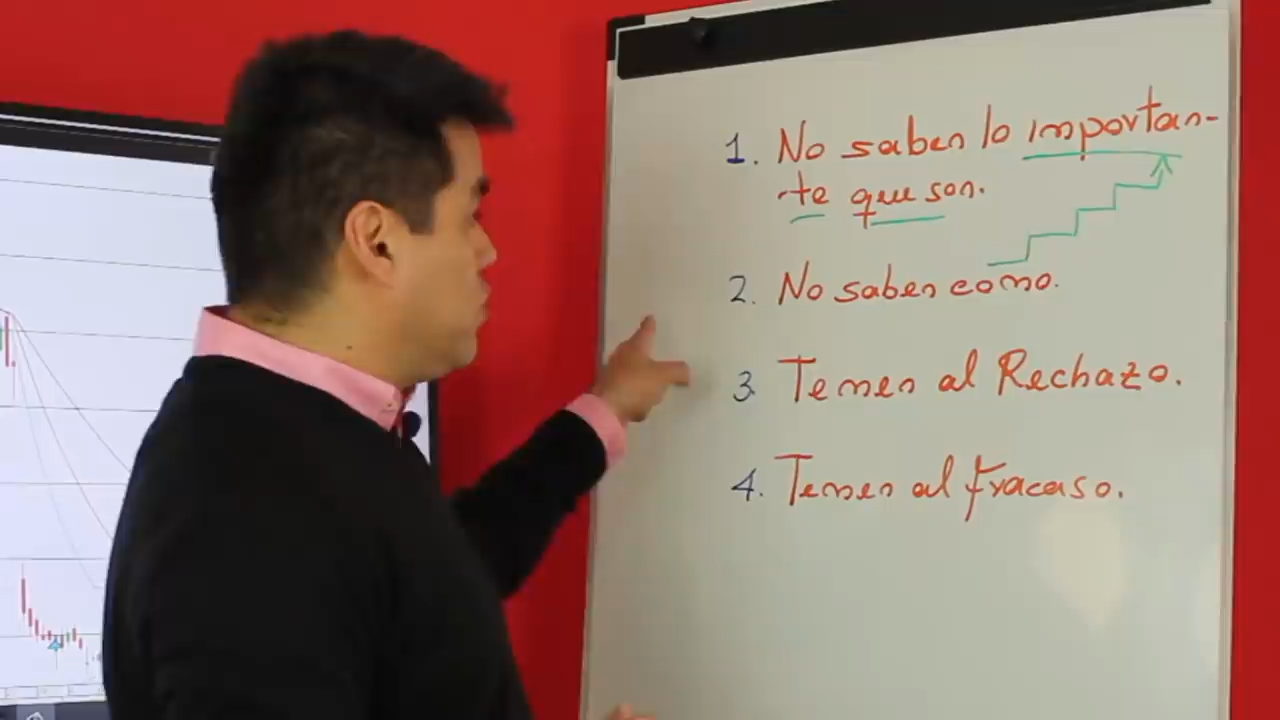 1. No saben lo importan-
te que son.
2. No saben como.
3 Temen al Rechazo.
4. Temen al fracaso.